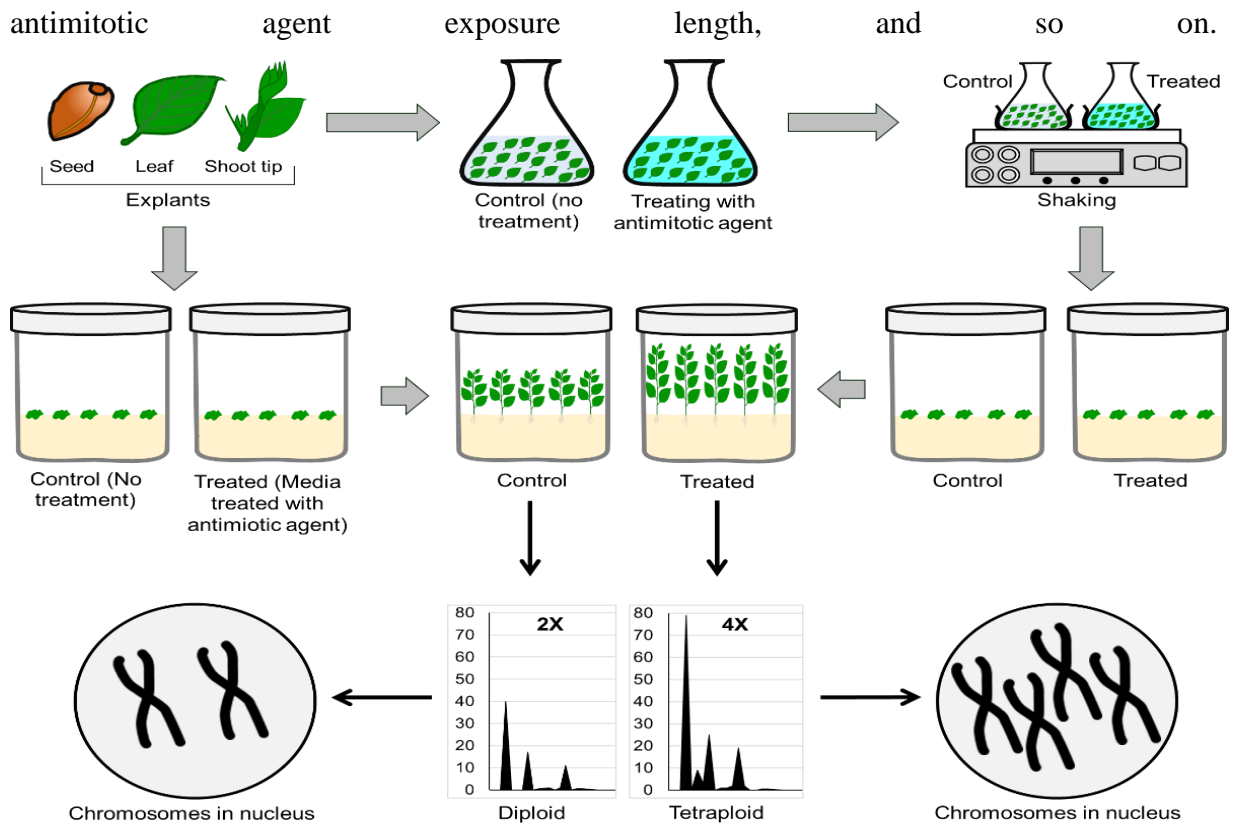 antimitotic agent exposure length, and so on.
Control Treated
Seed Leaf Shoot tip
Explants
Control (no
treatment)
Treating with
antimitotic agent
Shaking
Control (No
treatment)
Treated (Media
treated with
antimiotic agent)
Control
Treated
Control
Treated
80
70
60
50
40
30
20
10
0
2X
Diploid
80
70
60
50
40
30
20
10
0
4X
Tetraploid
Chromosomes in nucleus
Chromosomes in nucleus